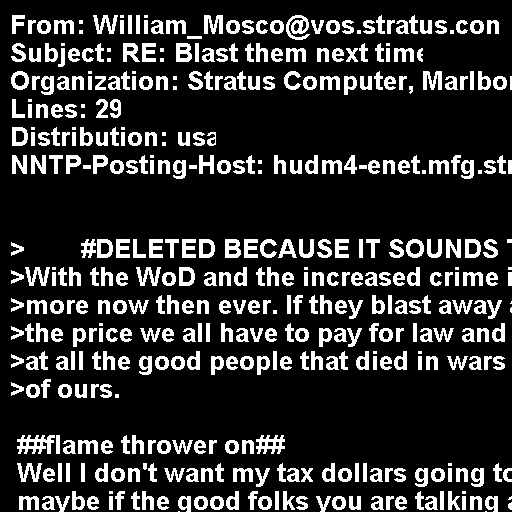 From: William_Mosco@vos.stratus.con
Subject: RE: Blast them next time
Organization: Stratus Computer, Marlbor
Lines: 29
Distribution: usa
NNTP-Posting-Host: hudm4-enet.mfg.str
> #DELETED BECAUSE IT SOUNDS T
>With the WoD and the increased crime i
>more now then ever. If they blast away a
>the price we all have to pay for law and
>at all the good people that died in wars
>of ours.
##flame thrower on##
Well I don't want my tax dollars going to
maybe if the good folks you are talking a